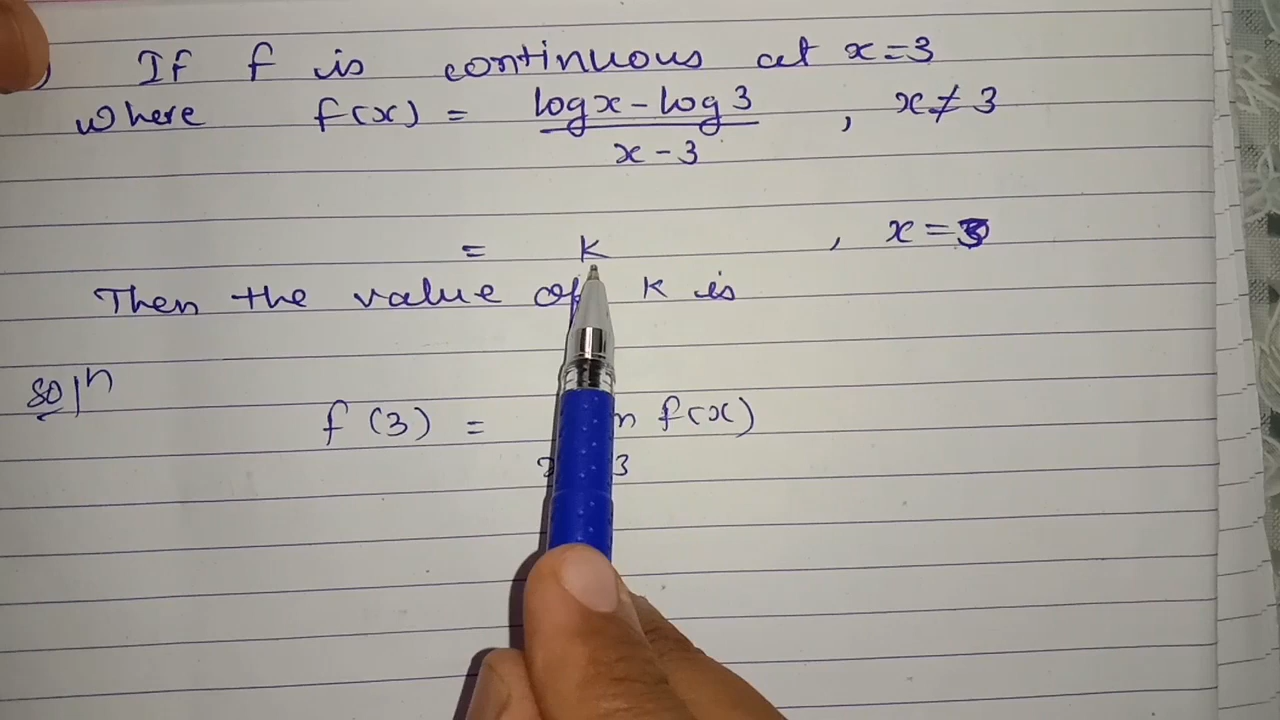 If f is continuous at x = 3
where f(x) = log x - log 3 / x - 3 , x ≠ 3
= k , x = 3
Then the value of k is
Sol^n
f(3) = f(x)
3